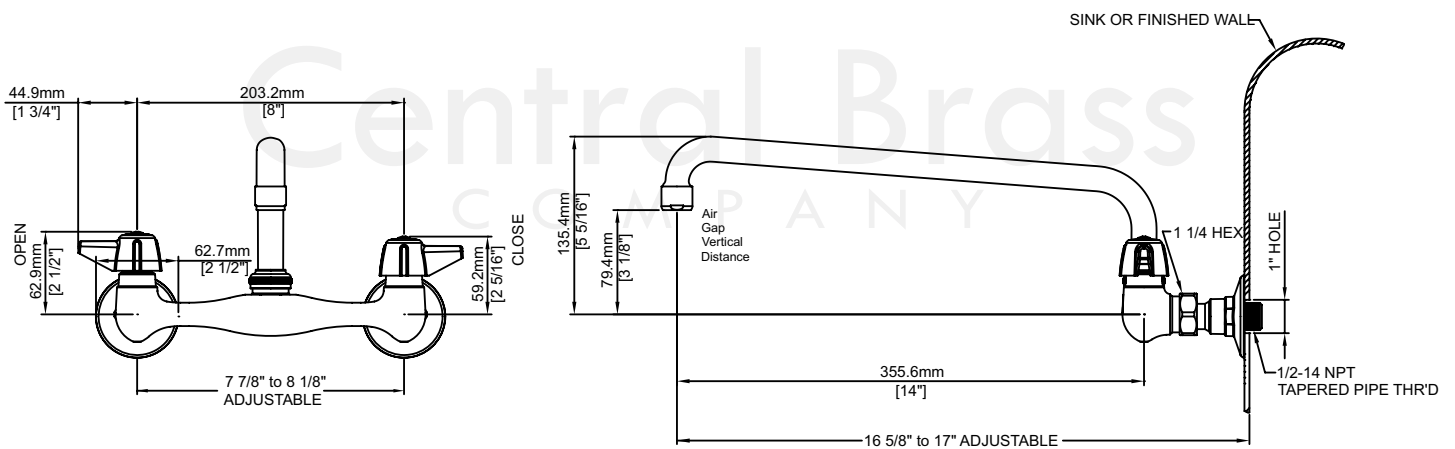 Central Brass
COMPANY
SINK OR FINISHED WALL
44.9mm
[1 3/4"]
203.2mm
[8"]
OPEN
62.9mm
[2 1/2"]
62.7mm
[2 1/2"]
59.2mm
[2 5/16"]
CLOSE
7 7/8" to 8 1/8"
ADJUSTABLE
135.4mm
[5 5/16"]
79.4mm
[3 1/8"]
Air
Gap
Vertical
Distance
1 1/4 HEX
1" HOLE
355.6mm
[14"]
1/2-14 NPT
TAPERED PIPE THR'D
16 5/8" to 17" ADJUSTABLE